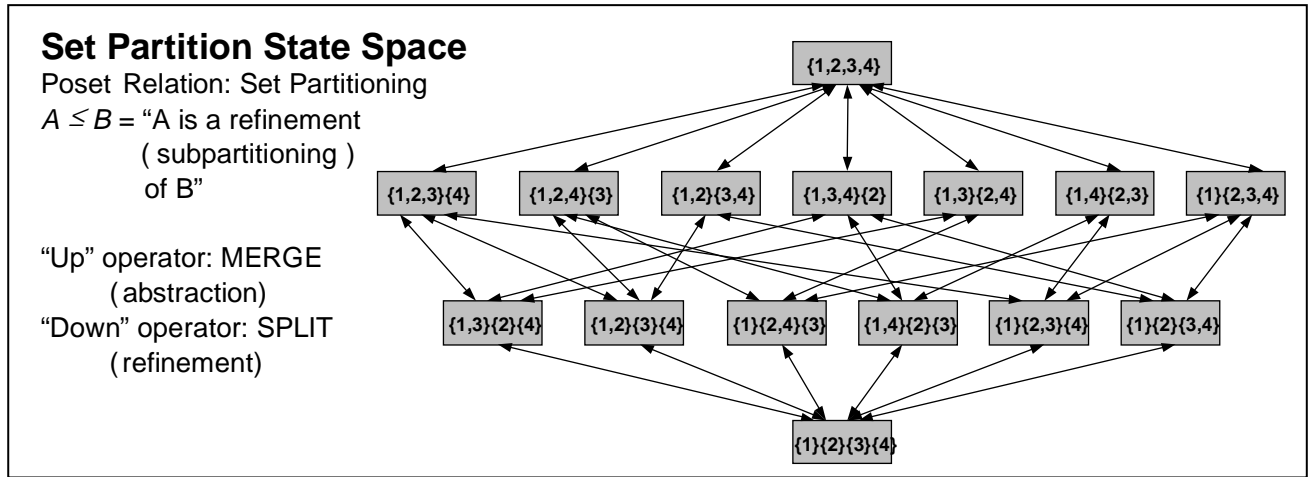 Set Partition State Space
Poset Relation: Set Partitioning
A ≤ B = “A is a refinement
( subpartitioning )
of B”
“Up” operator: MERGE
(abstraction)
“Down” operator: SPLIT
(refinement)
{1,2,3,4}
{1,2,3}{4} {1,2,4}{3} {1,2}{3,4} {1,3,4}{2} {1,3}{2,4} {1,4}{2,3} {1}{2,3,4}
{1,3}{2}{4} {1,2}{3}{4} {1}{2,4}{3} {1,4}{2}{3} {1}{2,3}{4} {1}{2}{3,4}
{1}{2}{3}{4}